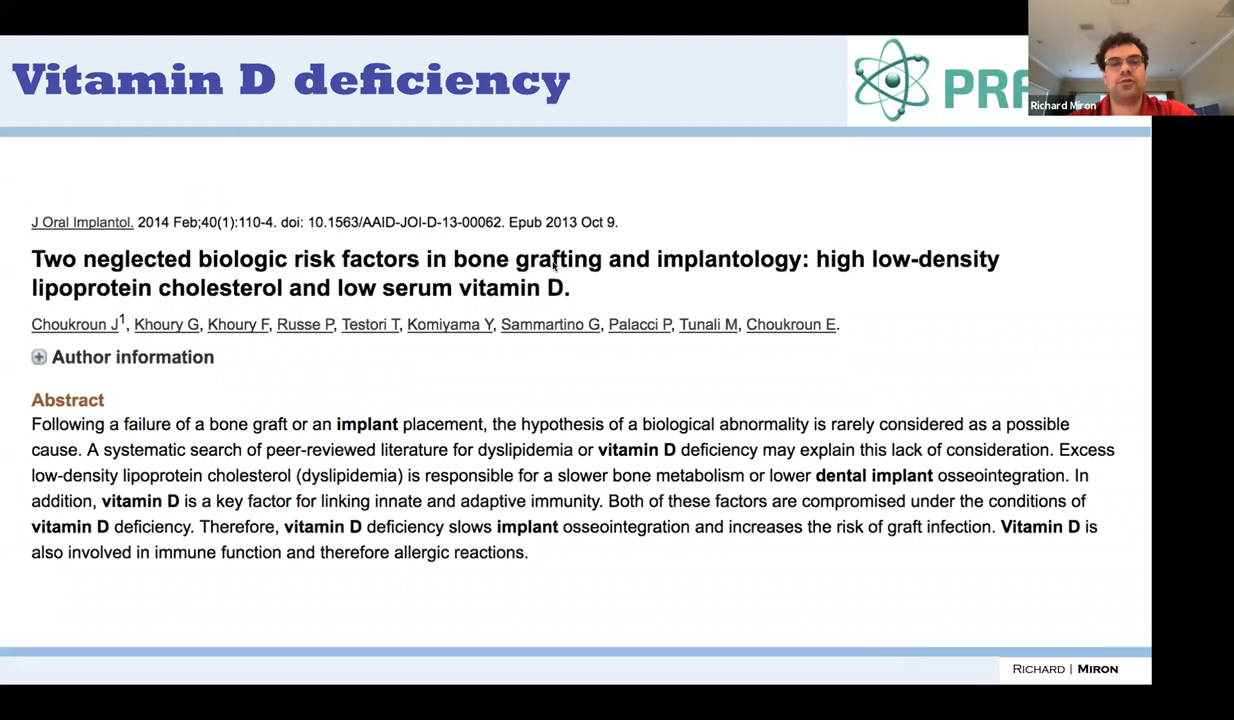 Vitamin D deficiency
PRF
Richard Miron
J Oral Implantol. 2014 Feb;40(1):110-4. doi: 10.1563/AAID-JOI-D-13-00062. Epub 2013 Oct 9.
Two neglected biologic risk factors in bone grafting and implantology: high low-density
lipoprotein cholesterol and low serum vitamin D.
Choukroun J1, Khoury G, Khoury F, Russe P, Testori T, Komiyama Y, Sammartino G, Palacci P, Tunali M, Choukroun E.
Author information
Abstract
Following a failure of a bone graft or an implant placement, the hypothesis of a biological abnormality is rarely considered as a possible
cause. A systematic search of peer-reviewed literature for dyslipidemia or vitamin D deficiency may explain this lack of consideration. Excess
low-density lipoprotein cholesterol (dyslipidemia) is responsible for a slower bone metabolism or lower dental implant osseointegration. In
addition, vitamin D is a key factor for linking innate and adaptive immunity. Both of these factors are compromised under the conditions of
vitamin D deficiency. Therefore, vitamin D deficiency slows implant osseointegration and increases the risk of graft infection. Vitamin D is
also involved in immune function and therefore allergic reactions.
RICHARD | MIRON